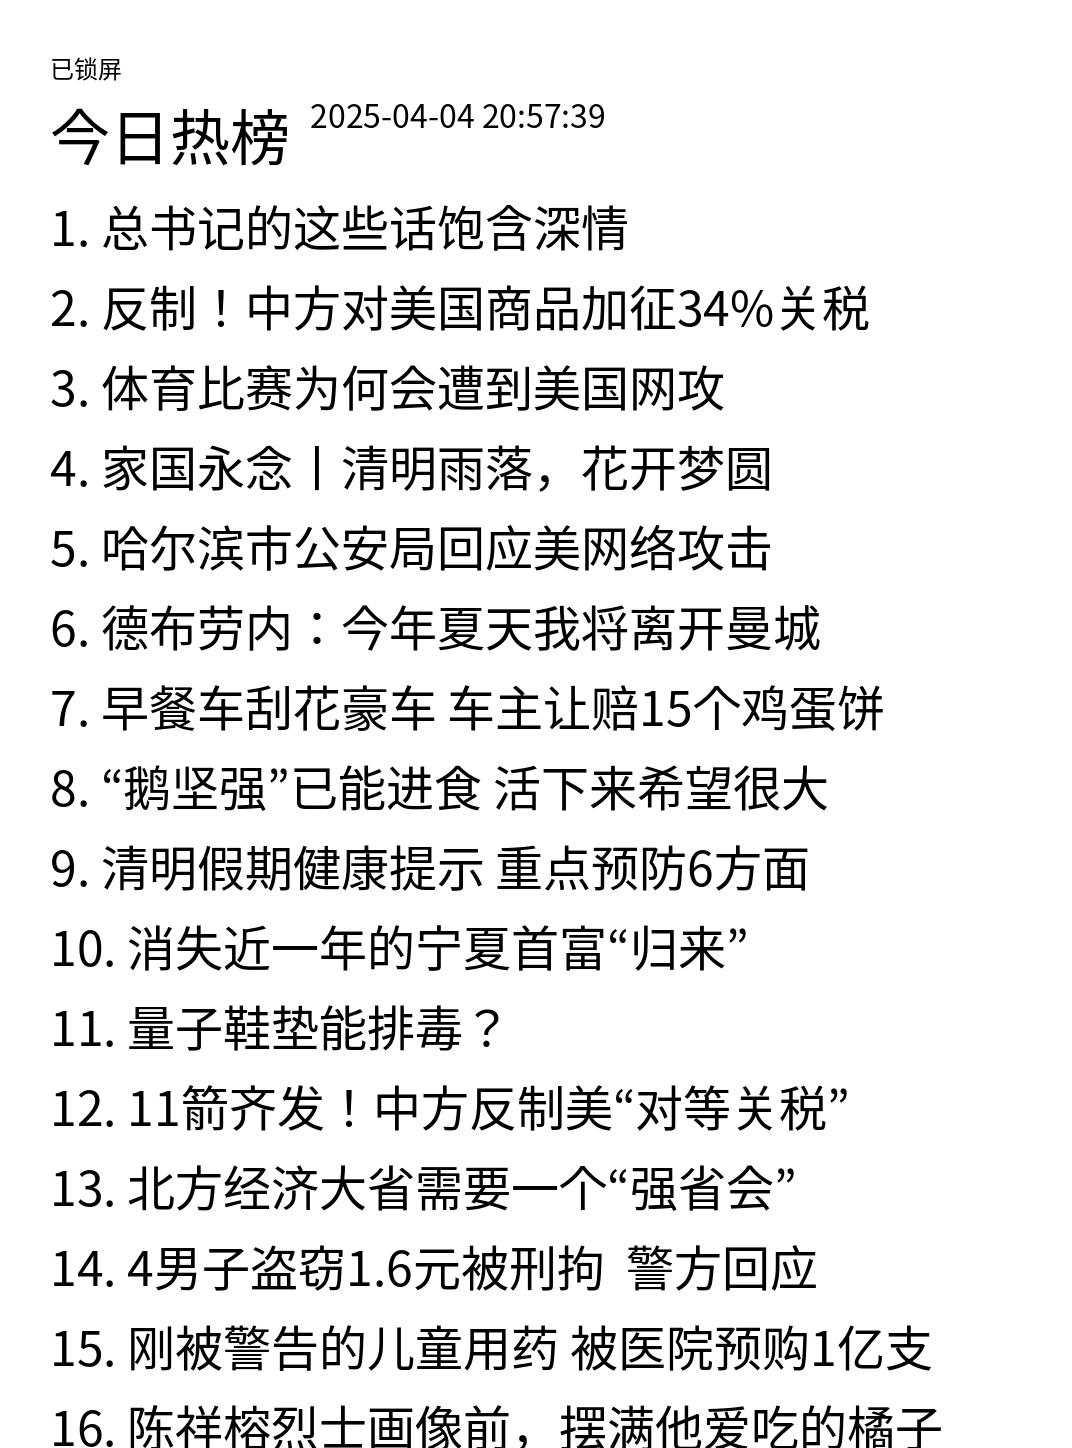 已锁屏
今日热榜 2025-04-04 20:57:39
1. 总书记的这些话饱含深情
2. 反制！中方对美国商品加征34%关税
3. 体育比赛为何会遭到美国网攻
4. 家国永念丨清明雨落，花开梦圆
5. 哈尔滨市公安局回应美网络攻击
6. 德布劳内：今年夏天我将离开曼城
7. 早餐车刮花豪车 车主让赔15个鸡蛋饼
8. “鹅坚强”已能进食 活下来希望很大
9. 清明假期健康提示 重点预防6方面
10. 消失近一年的宁夏首富“归来”
11. 量子鞋垫能排毒？
12. 11箭齐发！中方反制美“对等关税”
13. 北方经济大省需要一个“强省会”
14. 4男子盗窃1.6元被刑拘  警方回应
15. 刚被警告的儿童用药 被医院预购1亿支
16. 陈祥榕烈士画像前，摆满他爱吃的橘子